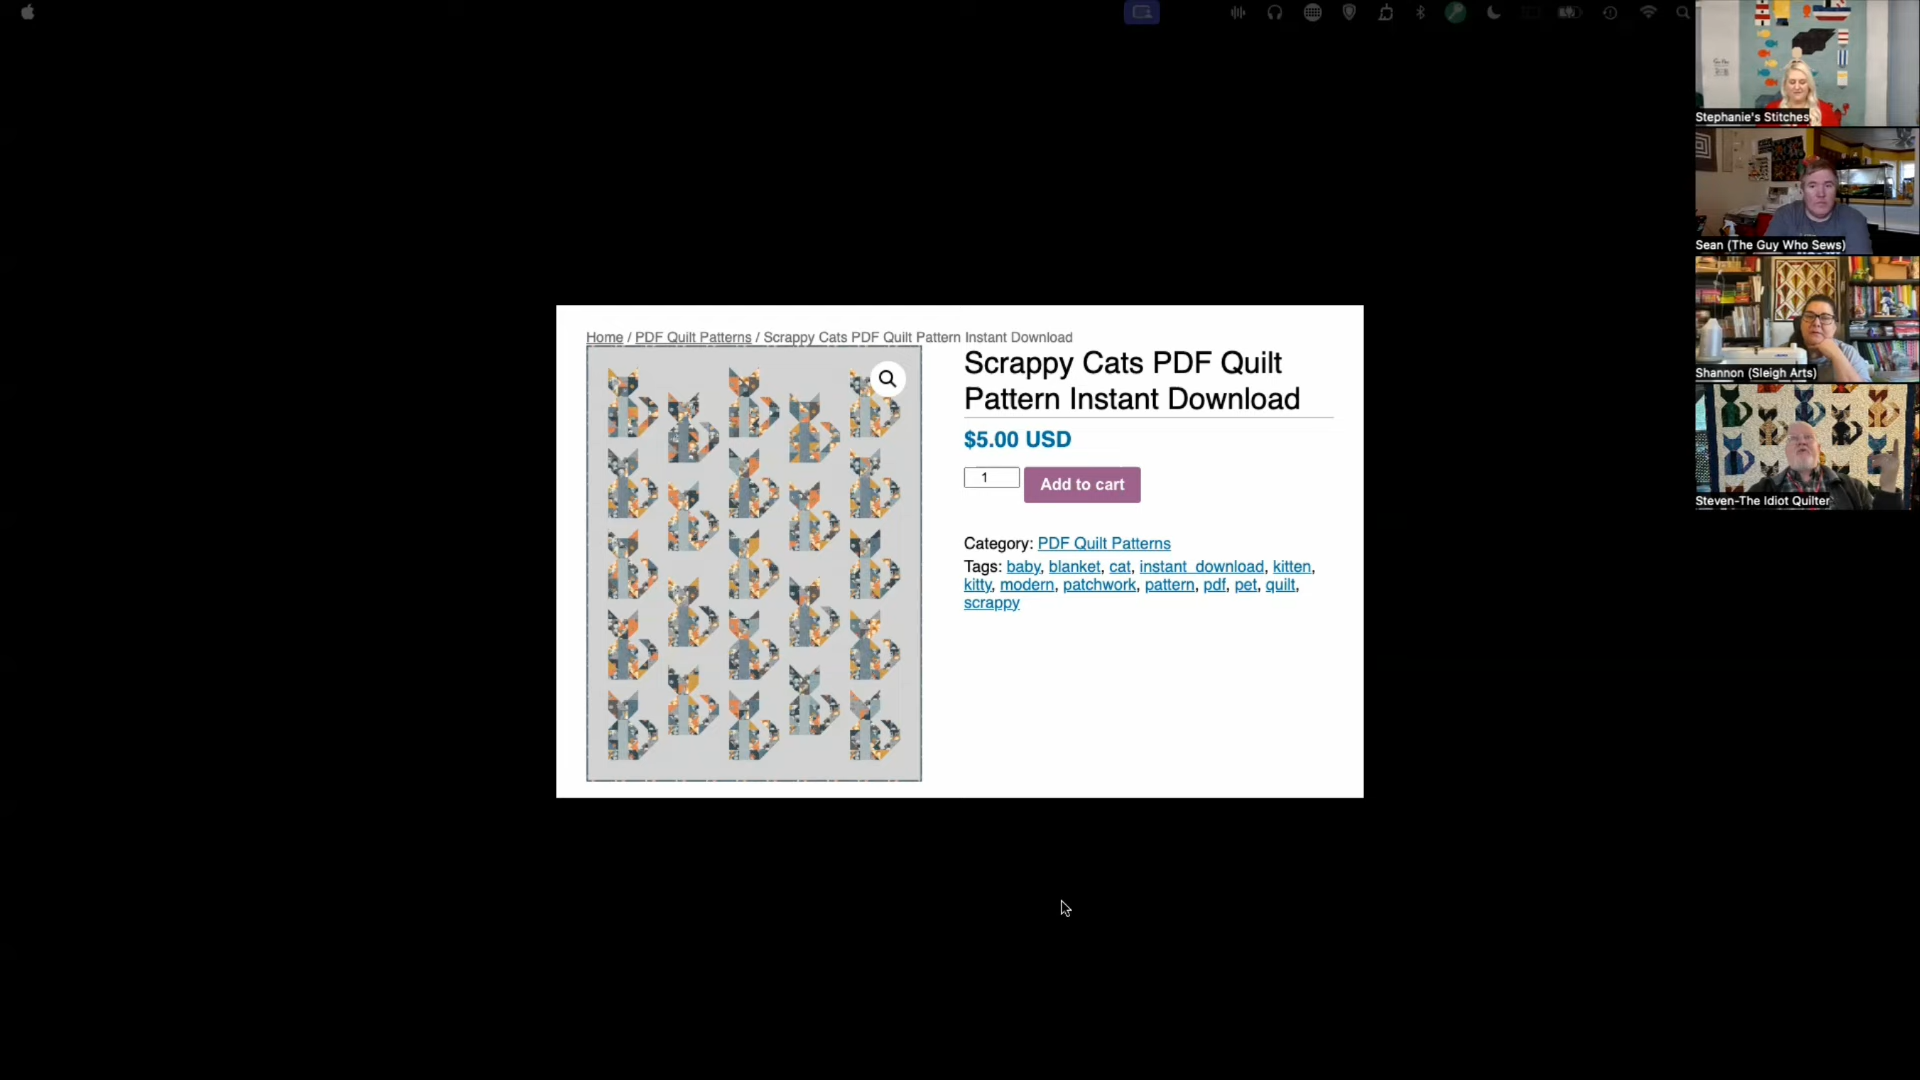 Home / PDF Quilt Patterns / Scrappy Cats PDF Quilt Pattern Instant Download
Scrappy Cats PDF Quilt
Pattern Instant Download
$5.00 USD
1
Add to cart
Category: PDF Quilt Patterns
Tags: baby, blanket, cat, instant download, kitten,
kitty, modern, patchwork, pattern, pdf, pet, quilt,
scrappy
Stephanie's Stitches
Sean (The Guy Who Sews)
Shannon (Sleigh Arts)
Steven-The Idiot Quilter